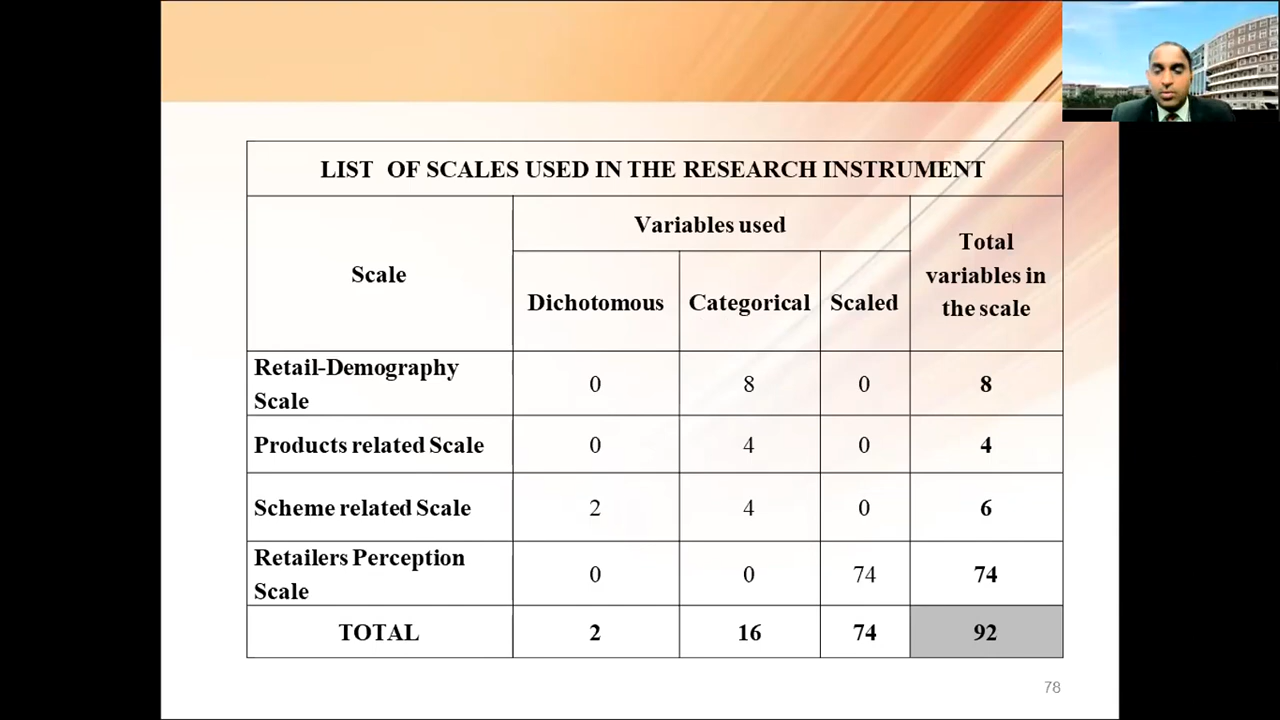 LIST OF SCALES USED IN THE RESEARCH INSTRUMENT
Scale
Variables used
Total
variables in
the scale
Dichotomous Categorical Scaled
Retail-Demography
Scale
0 8 0 8
Products related Scale 0 4 0 4
Scheme related Scale 2 4 0 6
Retailers Perception
Scale
0 0 74 74
TOTAL 2 16 74 92
78